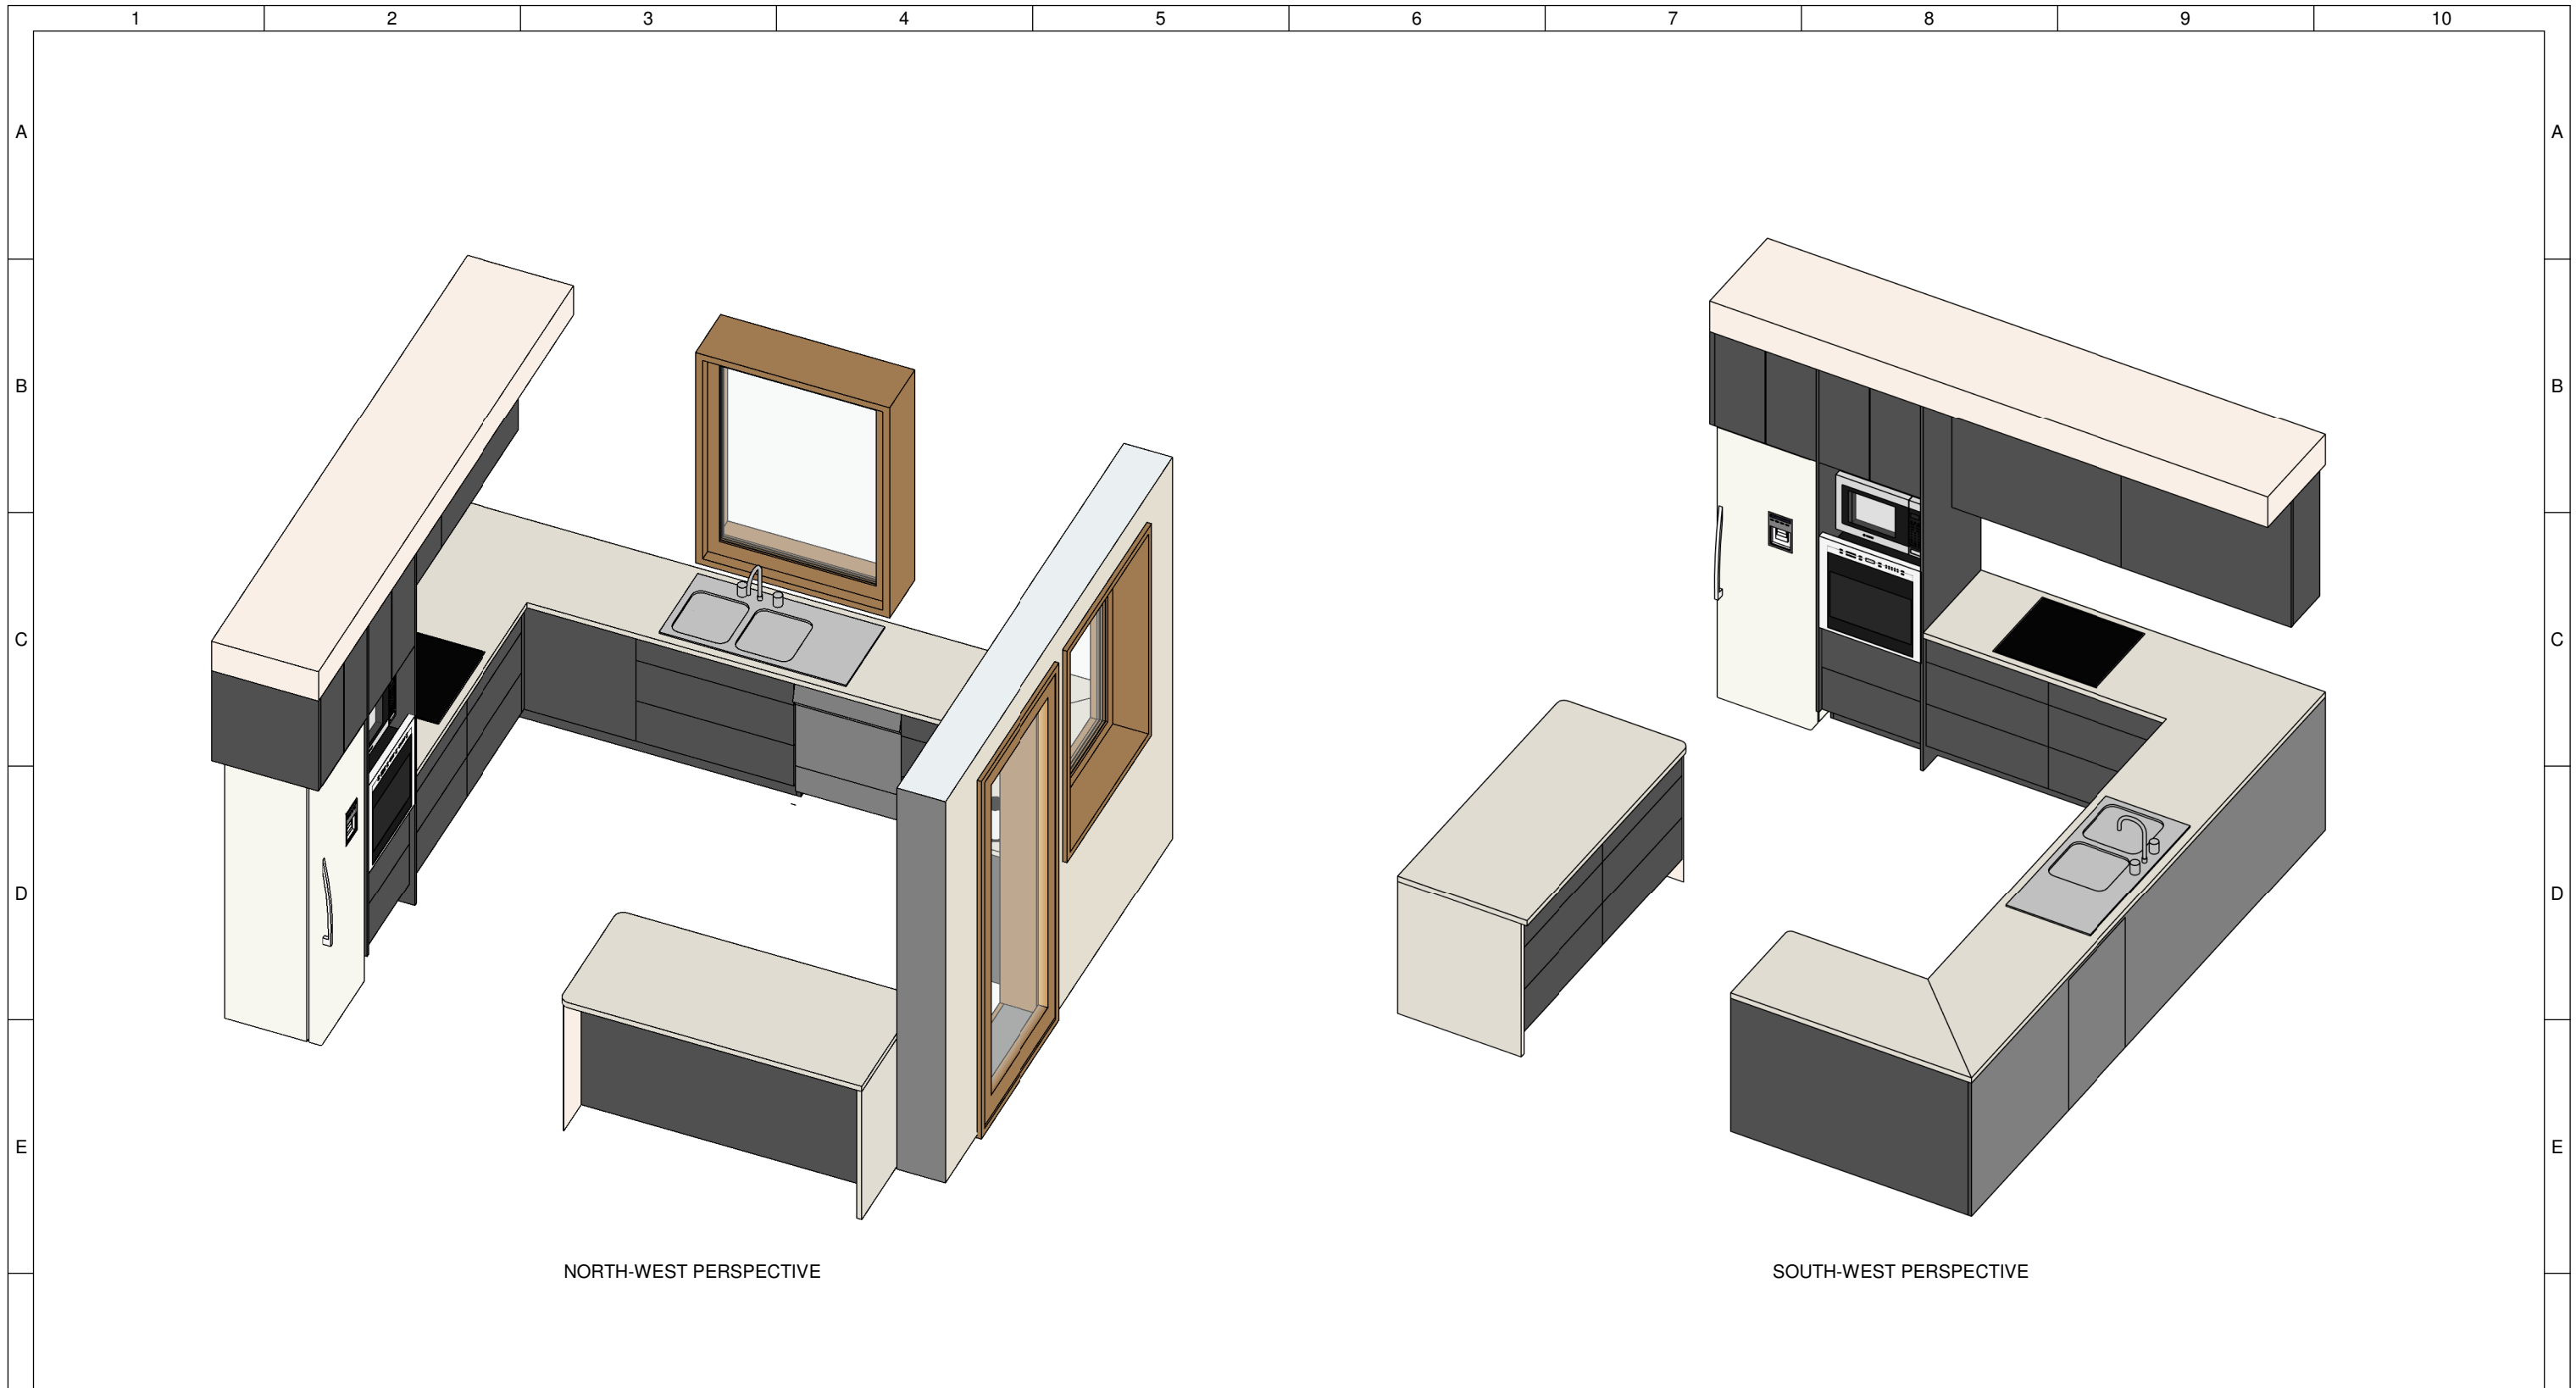 1 2 3 4 5 6 7 8 9 10
A A
B B
C C
D D
E E
NORTH-WEST PERSPECTIVE SOUTH-WEST PERSPECTIVE